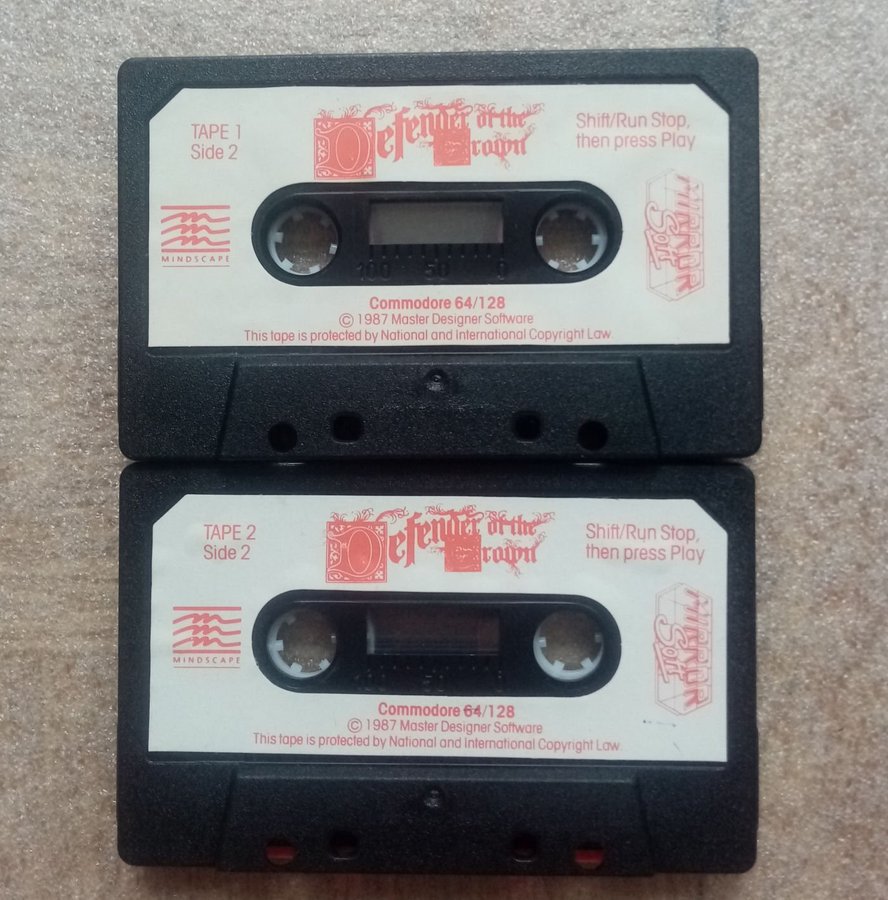 TAPE 1
Side 2
Defender of the
Crown
Shift/Run Stop,
then press Play
MINDSCAPE
MIRROR
Soft
100 50 0
Commodore 64/128
© 1987 Master Designer Software
This tape is protected by National and International Copyright Law
TAPE 2
Side 2
Defender of the
Crown
Shift/Run Stop,
then press Play
MINDSCAPE
MIRROR
Soft
100 50 0
Commodore 64/128
© 1987 Master Designer Software
This tape is protected by National and International Copyright Law